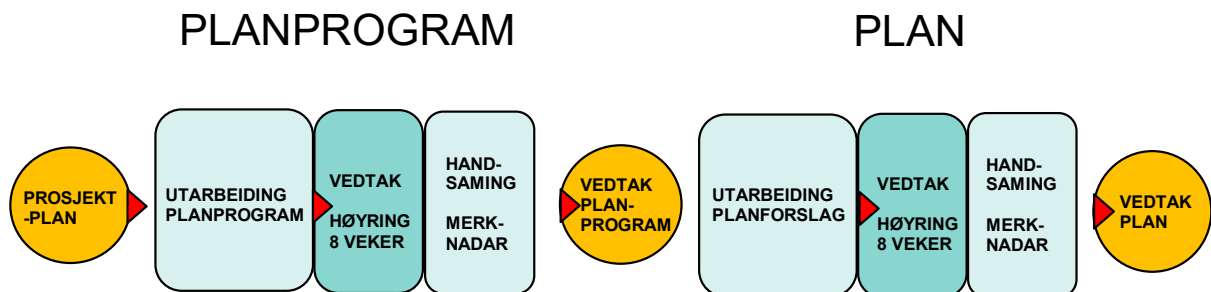 PLANPROGRAM
PLAN
PROSJEKT
-PLAN
UTARBEIDING
PLANPROGRAM
VEDTAK
HØYRING
8 VEKER
HAND-
SAMING
MERK-
NADAR
VEDTAK
PLAN-
PROGRAM
UTARBEIDING
PLANFORSLAG
VEDTAK
HØYRING
8 VEKER
HAND-
SAMING
MERK-
NADAR
VEDTAK
PLAN